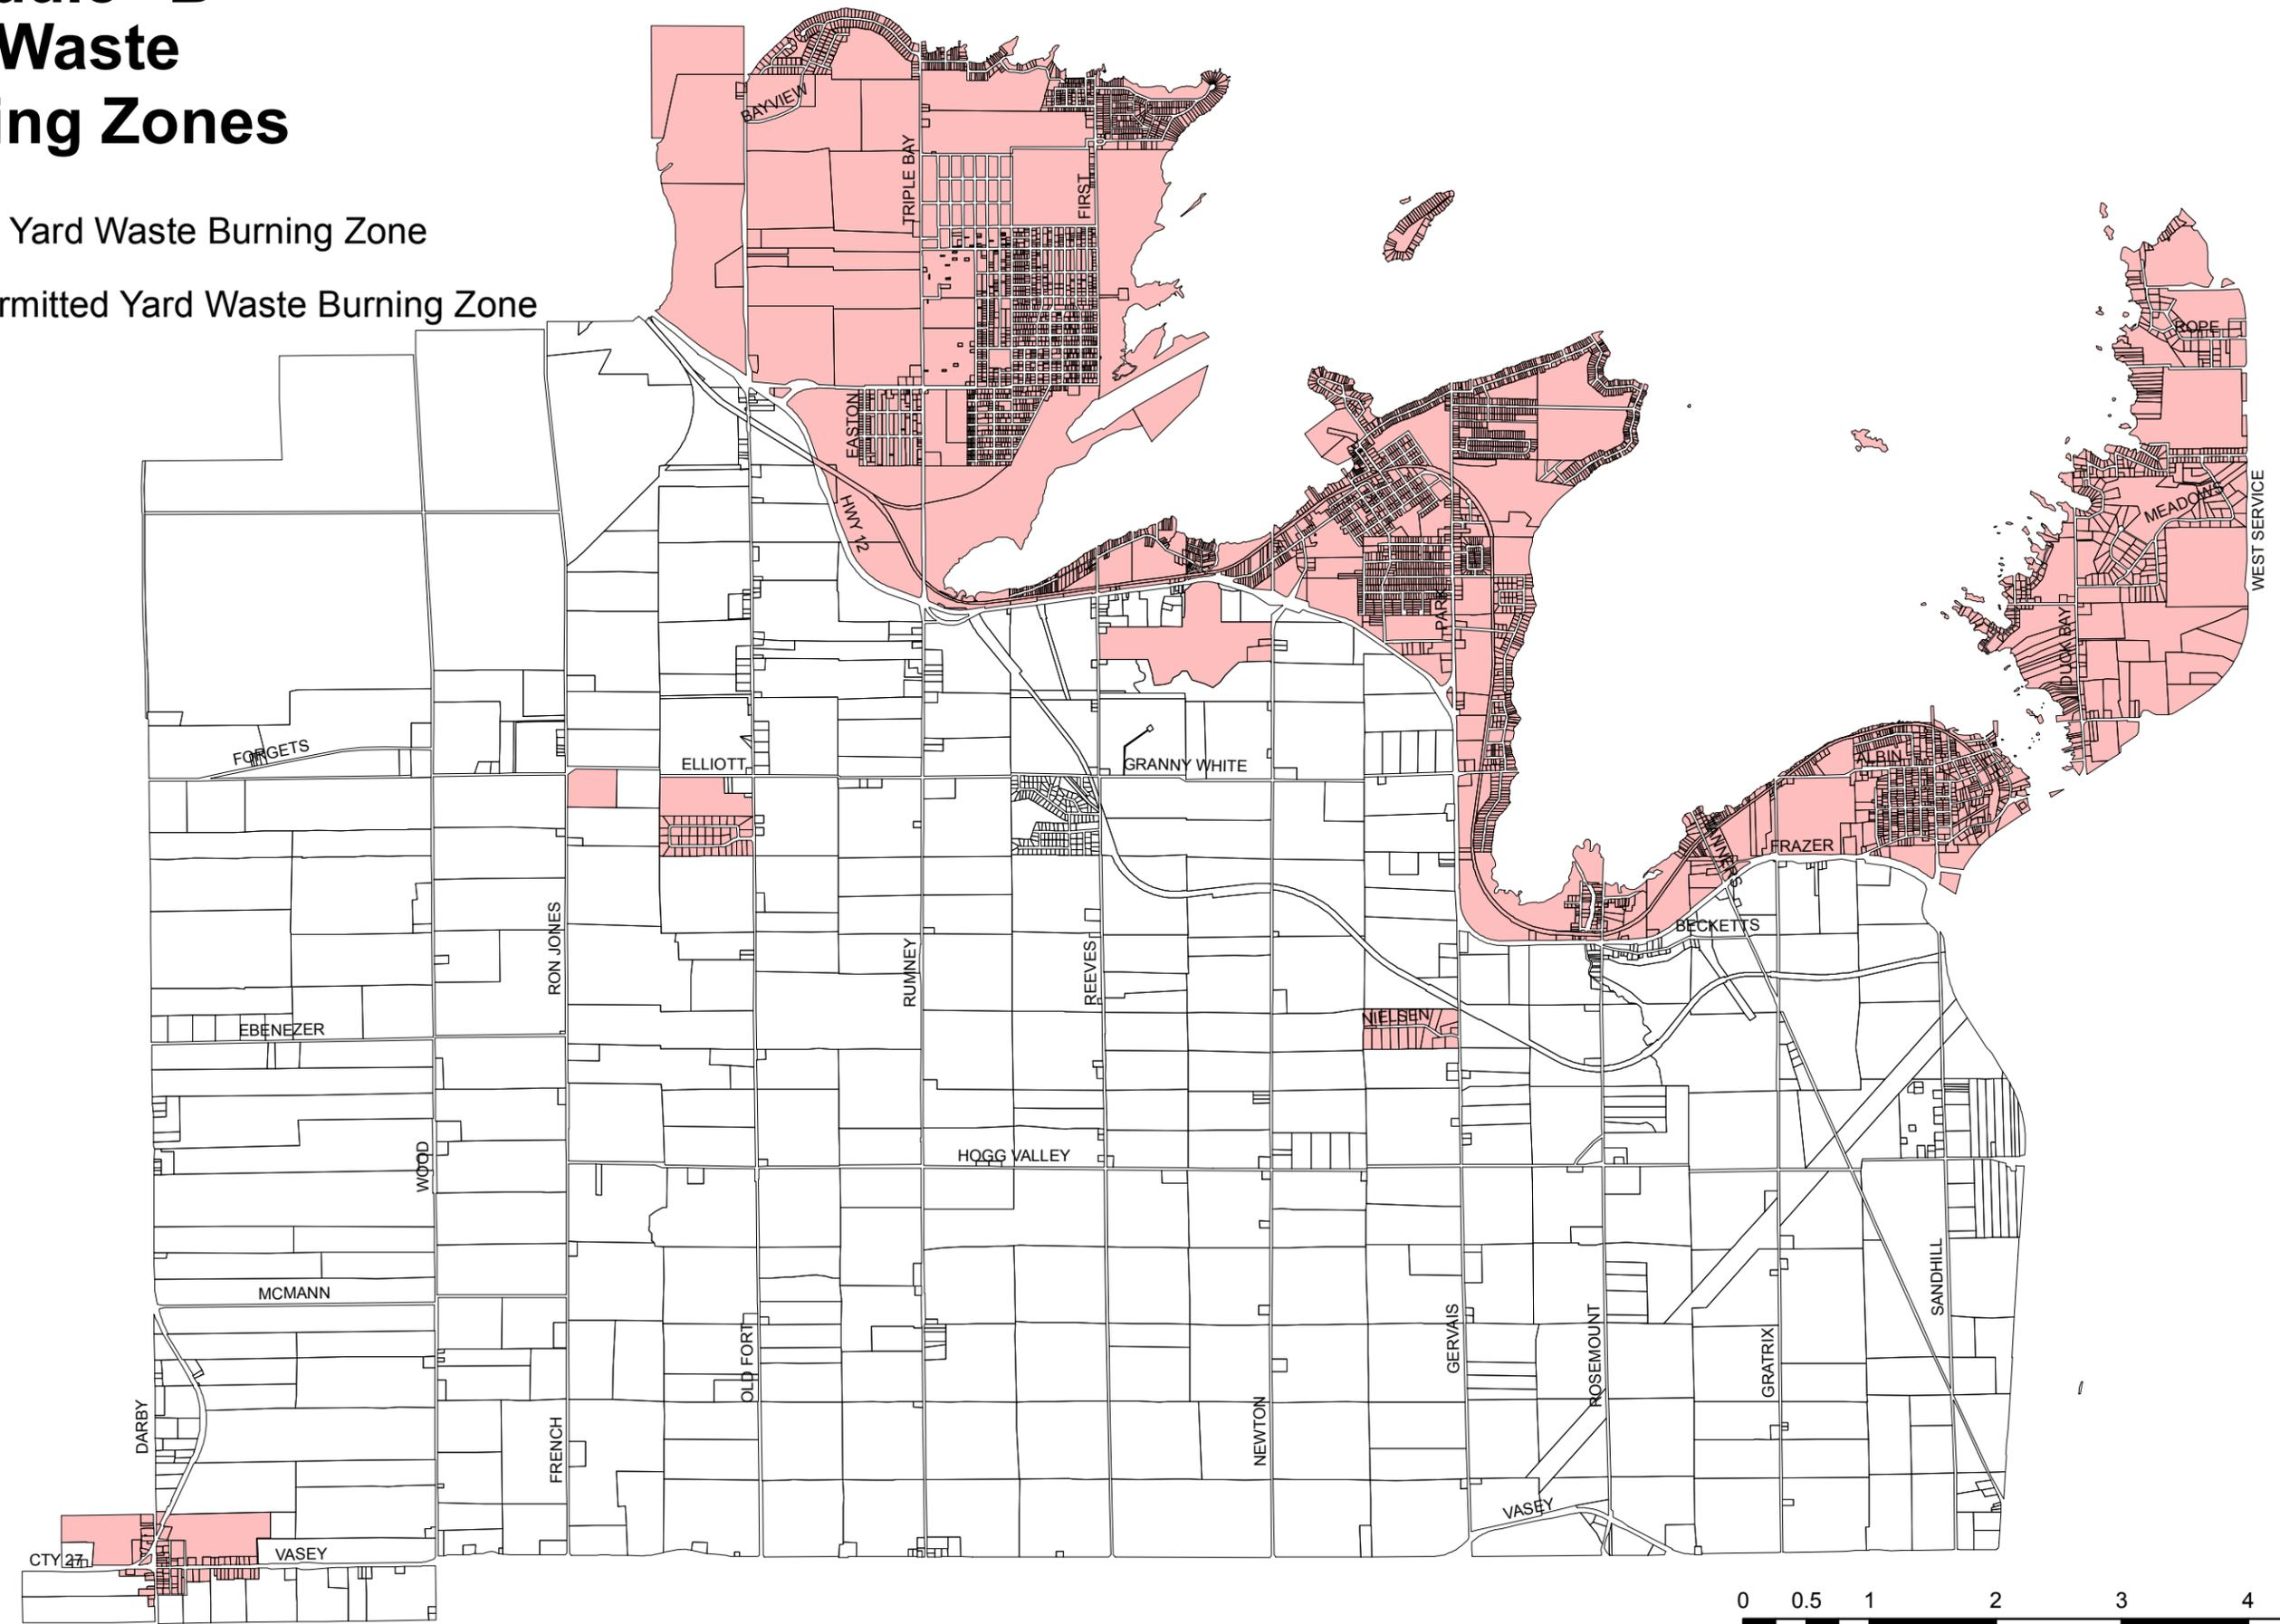 Waste
ing Zones
Yard Waste Burning Zone
rmitted Yard Waste Burning Zone
BAYVIEW
TRIPLE BAY
FIRST
ROPE
EASTON
HWY 12
MEADOWS
WEST SERVICE
PARK
DUCK BAY
FORGETS
ELLIOTT
GRANNY WHITE
ALBIN
FRAZER
BECKETTS
RON JONES
RUMNEY
REEVES
NIELSEN
EBENEZER
WOOD
HOGG VALLEY
MCMANN
SANDHILL
OLD FORT
GERVAIS
ROSEMOUNT
GRATRIX
DARBY
FRENCH
NEWTON
VASEY
CTY 27
VASEY
0 0.5 1 2 3 4